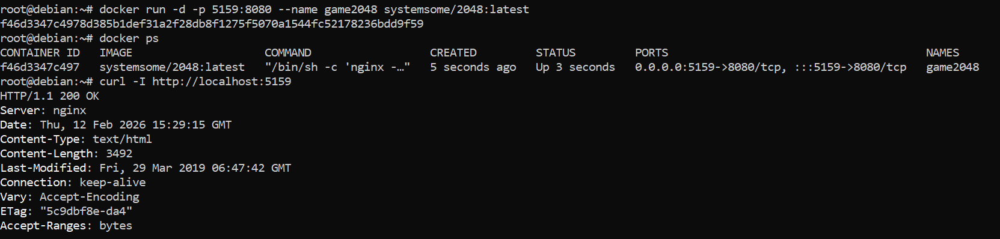 root@debian:~# docker run -d -p 5159:8080 --name game2048 systemsome/2048:latest
f46d3347c4978d385b1def31a2f28db8f1275f5070a1544fc52178236bdd9f59
root@debian:~# docker ps
CONTAINER ID   IMAGE                    COMMAND                  CREATED         STATUS         PORTS                                       NAMES
f46d3347c497   systemsome/2048:latest   "/bin/sh -c 'nginx -…"   5 seconds ago   Up 3 seconds   0.0.0.0:5159->8080/tcp, :::5159->8080/tcp   game2048
root@debian:~# curl -I http://localhost:5159
HTTP/1.1 200 OK
Server: nginx
Date: Thu, 12 Feb 2026 15:29:15 GMT
Content-Type: text/html
Content-Length: 3492
Last-Modified: Fri, 29 Mar 2019 06:47:42 GMT
Connection: keep-alive
Vary: Accept-Encoding
ETag: "5c9dbf8e-da4"
Accept-Ranges: bytes